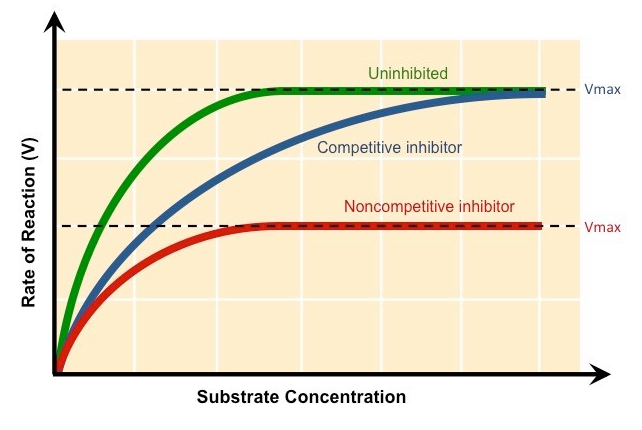 Uninhibited
Vmax
Competitive inhibitor
Noncompetitive inhibitor
Vmax
Rate of Reaction (V)
Substrate Concentration